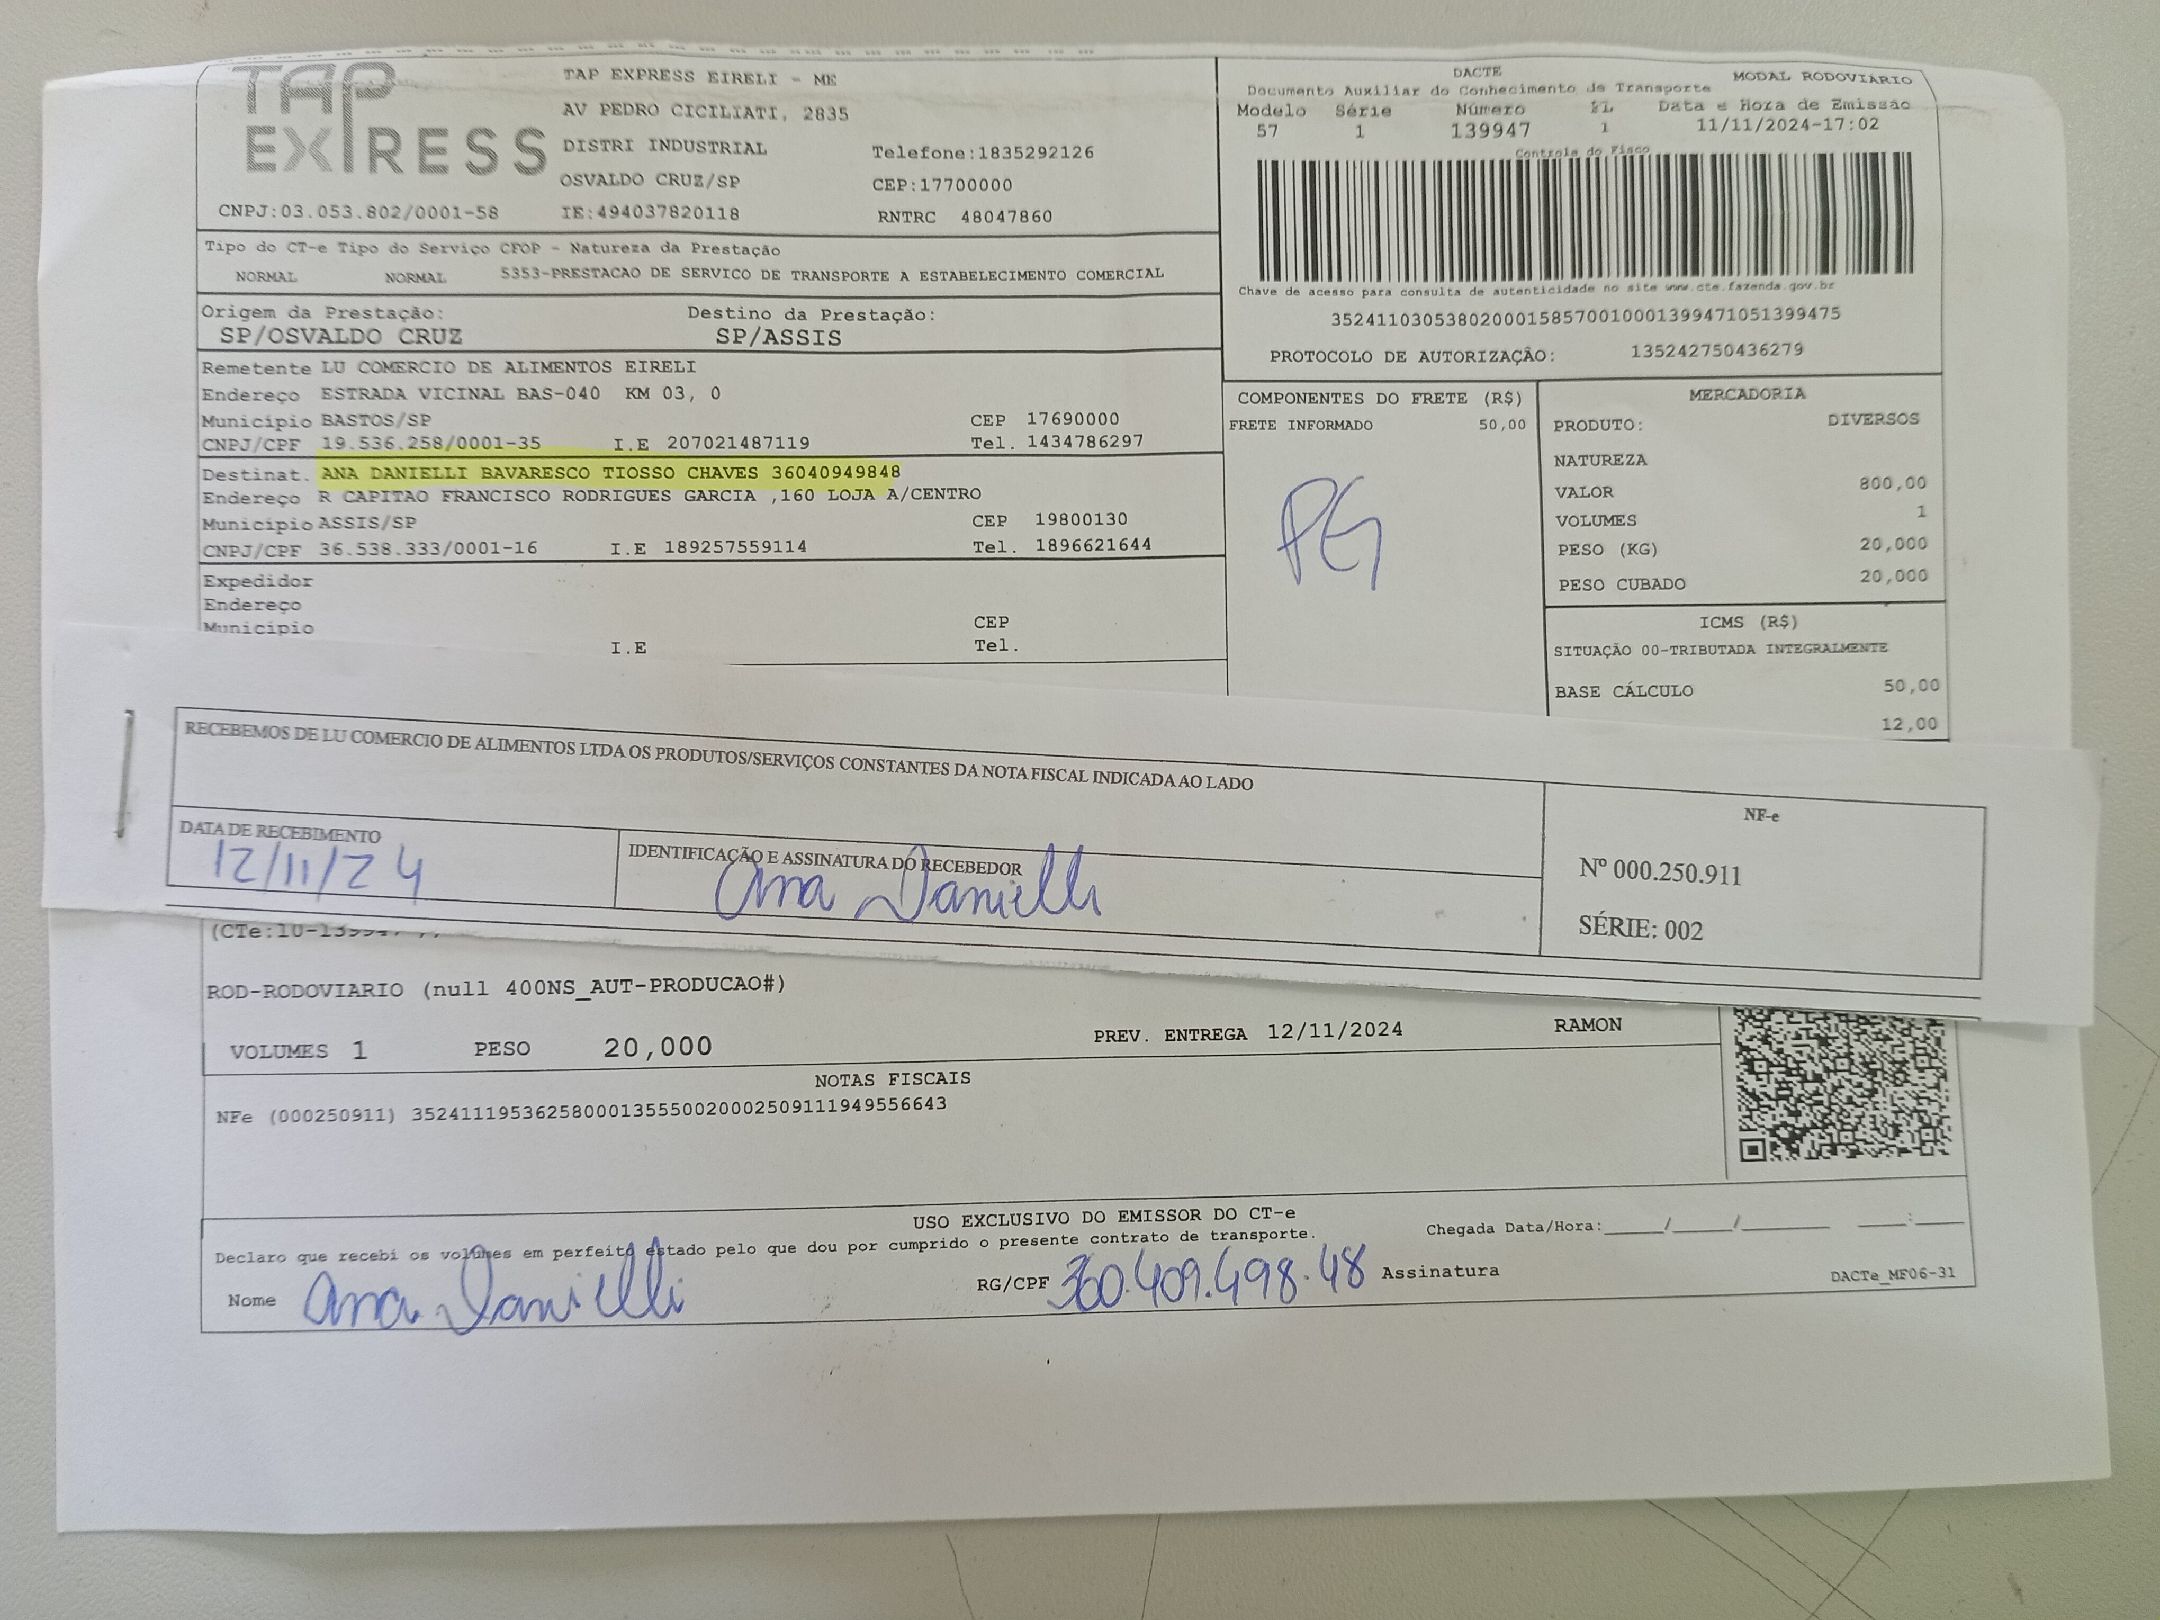 TAP EXPRESS
TAP EXPRESS EIRELI - ME
AV PEDRO CICILIATI, 2835
DISTRI INDUSTRIAL Telefone:1835292126
OSVALDO CRUZ/SP CEP:17700000
CNPJ:03.053.802/0001-58 IE:494037820118 RNTRC 48047860
DACTE MODAL RODOVIÁRIO
Documento Auxiliar do Conhecimento de Transporte
Modelo Série Número FL Data e Hora de Emissão
57 1 139947 1 11/11/2024-17:02
Controle do Fisco
Chave de acesso para consulta de autenticidade no site www.cte.fazenda.gov.br
35241103053802000158570010001399471051399475
PROTOCOLO DE AUTORIZAÇÃO: 135242750436279
Tipo do CT-e Tipo do Serviço CFOP - Natureza da Prestação
NORMAL NORMAL 5353-PRESTACAO DE SERVICO DE TRANSPORTE A ESTABELECIMENTO COMERCIAL
Origem da Prestação: Destino da Prestação:
SP/OSVALDO CRUZ SP/ASSIS
Remetente LU COMERCIO DE ALIMENTOS EIRELI
Endereço ESTRADA VICINAL BAS-040 KM 03, 0
Município BASTOS/SP CEP 17690000
CNPJ/CPF 19.536.258/0001-35 I.E 207021487119 Tel. 1434786297
Destinat. ANA DANIELLI BAVARESCO TIOSSO CHAVES 36040949848
Endereço R CAPITAO FRANCISCO RODRIGUES GARCIA ,160 LOJA A/CENTRO
Município ASSIS/SP CEP 19800130
CNPJ/CPF 36.538.333/0001-16 I.E 189257559114 Tel. 1896621644
Expedidor
Endereço
Município CEP
I.E Tel.
COMPONENTES DO FRETE (R$)
FRETE INFORMADO 50,00
PG
MERCADORIA
PRODUTO: DIVERSOS
NATUREZA
VALOR 800,00
VOLUMES 1
PESO (KG) 20,000
PESO CUBADO 20,000
ICMS (R$)
SITUAÇÃO 00-TRIBUTADA INTEGRALMENTE
BASE CÁLCULO 50,00
12,00
RECEBEMOS DE LU COMERCIO DE ALIMENTOS LTDA OS PRODUTOS/SERVIÇOS CONSTANTES DA NOTA FISCAL INDICADA AO LADO
DATA DE RECEBIMENTO
12/11/24
IDENTIFICAÇÃO E ASSINATURA DO RECEBEDOR
Ana Danielli
NF-e
Nº 000.250.911
SÉRIE: 002
ROD-RODOVIARIO (null 400NS_AUT-PRODUCAO#)
VOLUMES 1 PESO 20,000 PREV. ENTREGA 12/11/2024 RAMON
NOTAS FISCAIS
NFe (000250911) 35241119536258000135550020002509111949556643
USO EXCLUSIVO DO EMISSOR DO CT-e
Declaro que recebi os volumes em perfeito estado pelo que dou por cumprido o presente contrato de transporte.
Chegada Data/Hora:_____/_____/________ ____:____
Nome Ana Danielli RG/CPF 360.409.498.48 Assinatura
DACTe_MF06-31